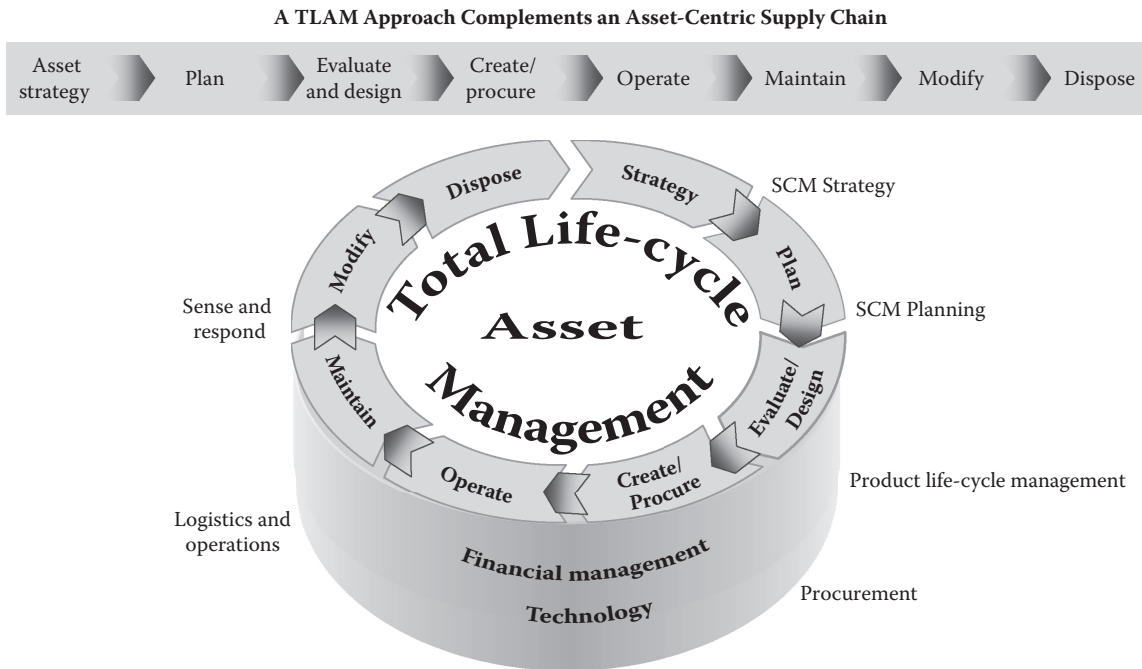 A TLAM Approach Complements an Asset-Centric Supply Chain
Asset
strategy
Plan
Evaluate
and design
Create/
procure
Operate
Maintain
Modify
Dispose
Dispose
Strategy
SCM Strategy
Modify
Plan
Total Life-cycle
Sense and
respond
Asset
SCM Planning
Maintain
Management
Evaluate/
Design
Operate
Create/
Procure
Product life-cycle management
Logistics and
operations
Financial management
Procurement
Technology